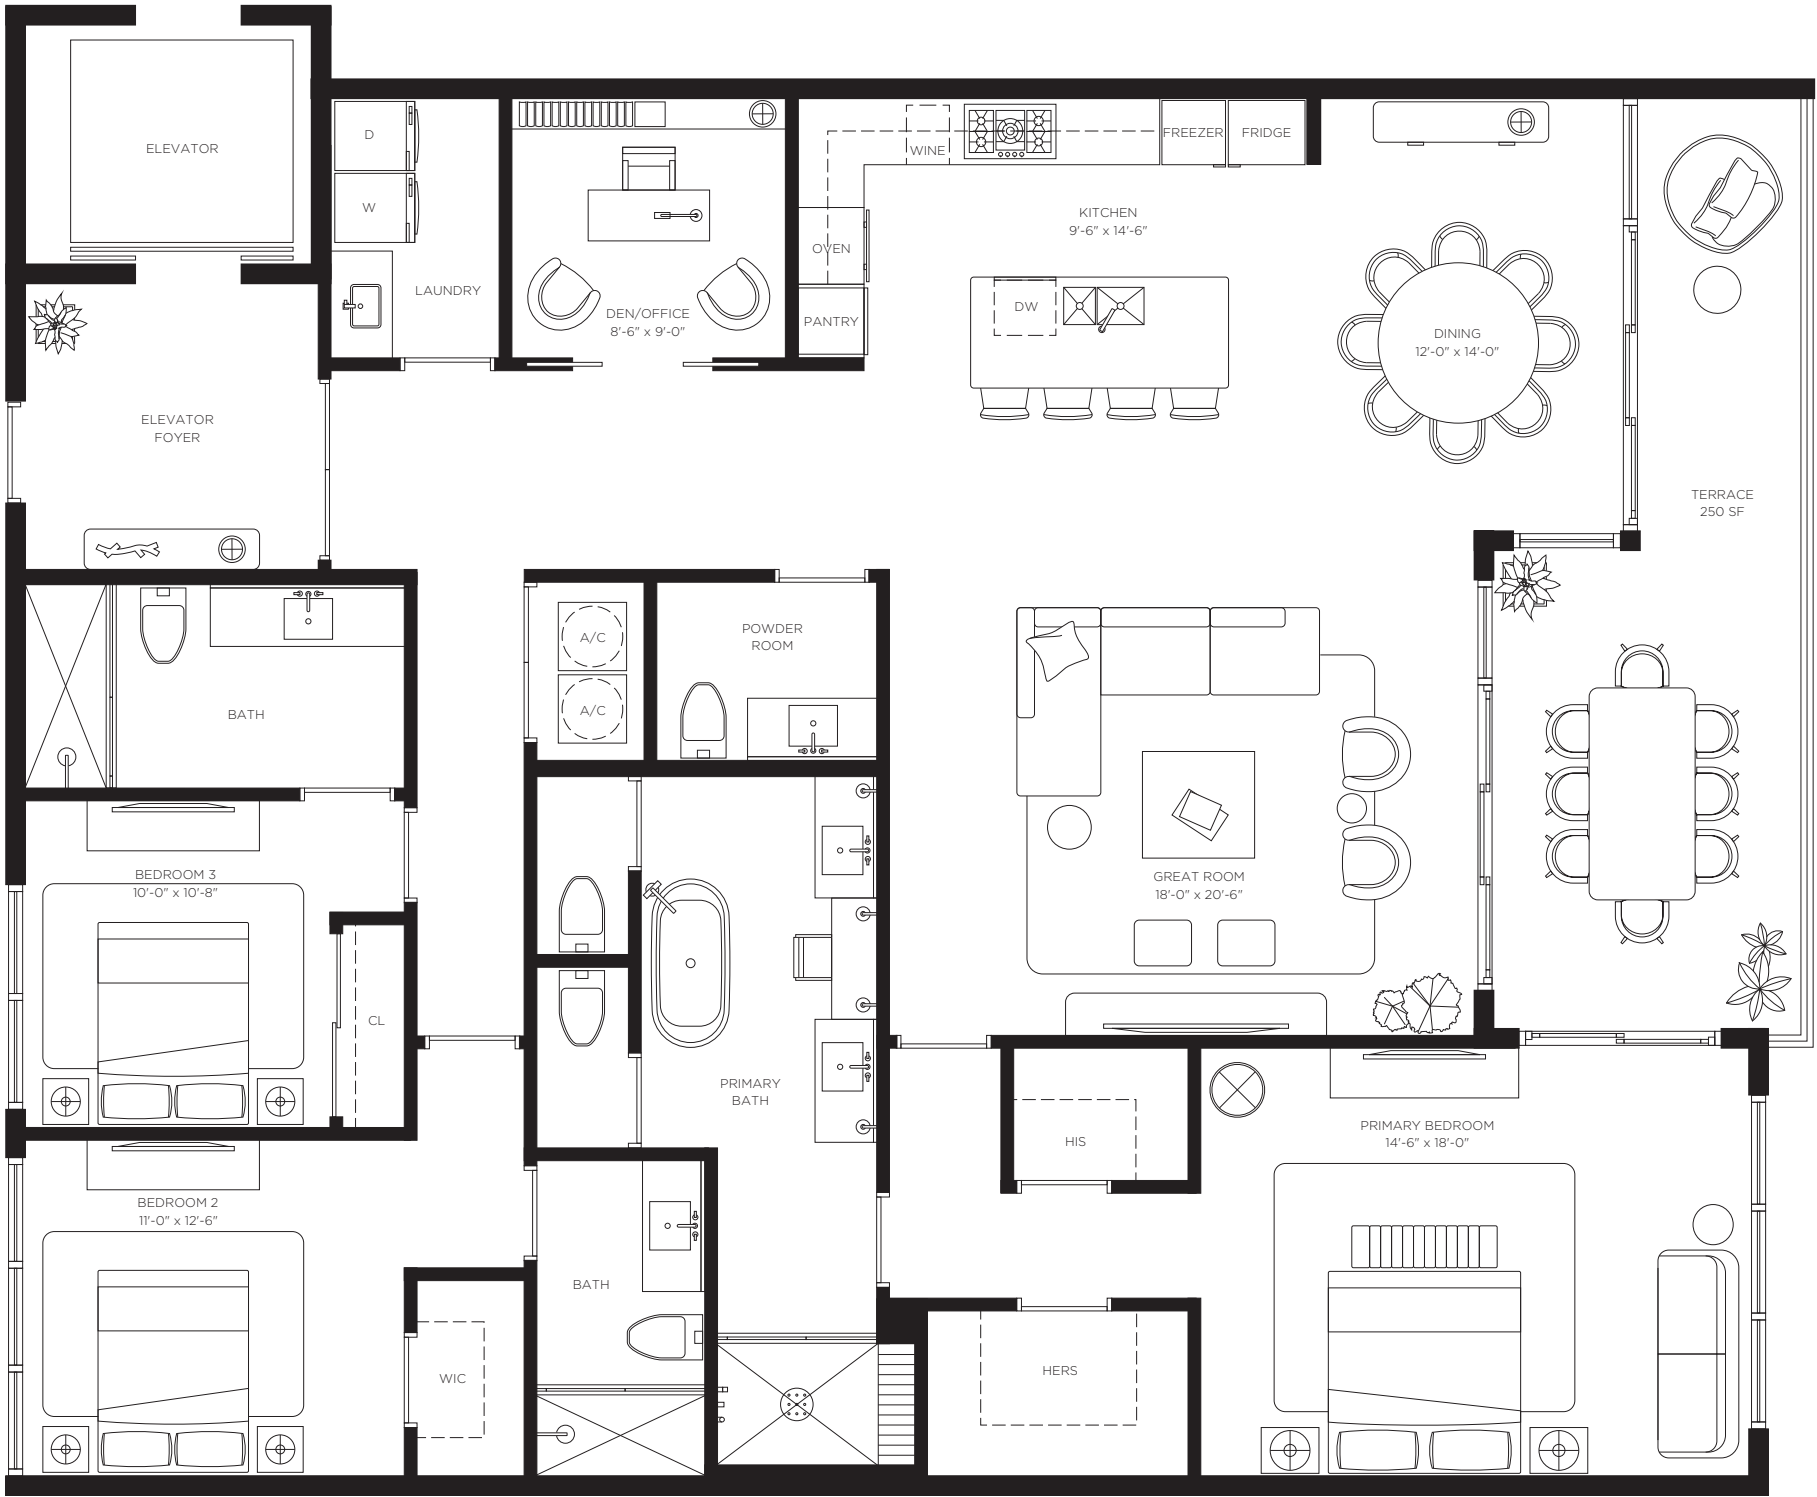 ELEVATOR
D
W
LAUNDRY
DEN/OFFICE
8'-6" x 9'-0"
WINE
FREEZER
FRIDGE
OVEN
PANTRY
KITCHEN
9'-6" x 14'-6"
DW
DINING
12'-0" x 14'-0"
TERRACE
250 SF
ELEVATOR
FOYER
BATH
A/C
A/C
POWDER
ROOM
GREAT ROOM
18'-0" x 20'-6"
BEDROOM 3
10'-0" x 10'-8"
CL
PRIMARY
BATH
HIS
PRIMARY BEDROOM
14'-6" x 18'-0"
BEDROOM 2
11'-0" x 12'-6"
BATH
WIC
HERS